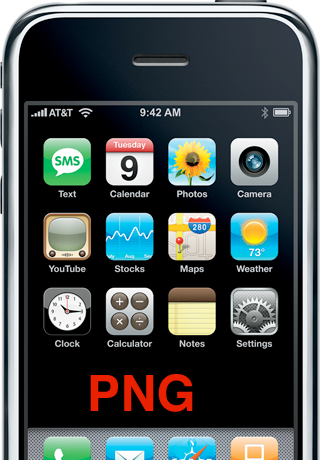 AT&T 9:42 AM
SMS Tuesday 9 280 73°
Text Calendar Photos Camera
YouTube Stocks Maps Weather
Clock Calculator Notes Settings
PNG